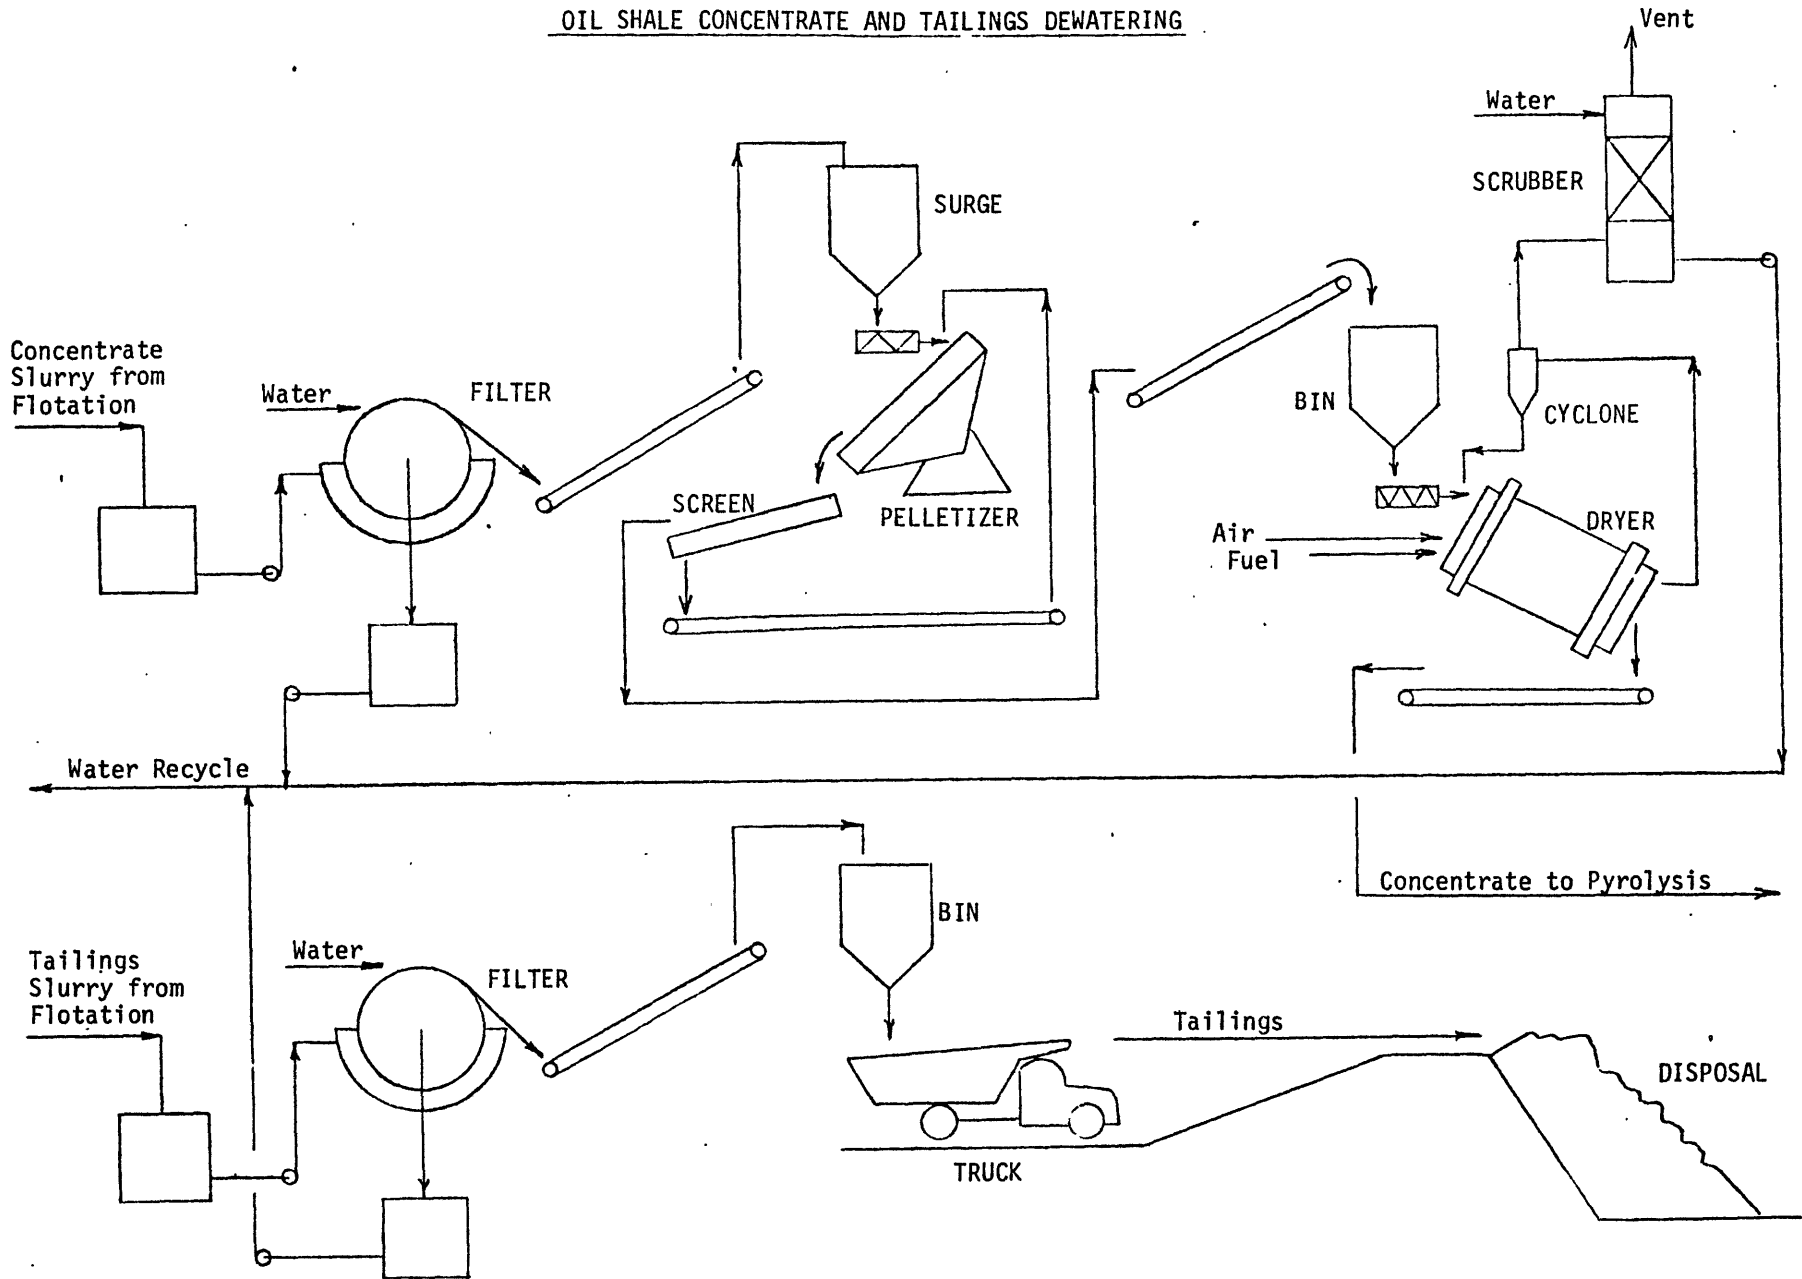 OIL SHALE CONCENTRATE AND TAILINGS DEWATERING
Vent
Water
SCRUBBER
SURGE
Concentrate
Slurry from
Flotation
Water
FILTER
BIN
CYCLONE
SCREEN
PELLETIZER
DRYER
Air
Fuel
Water Recycle
Concentrate to Pyrolysis
BIN
Tailings
Slurry from
Flotation
Water
FILTER
Tailings
DISPOSAL
TRUCK